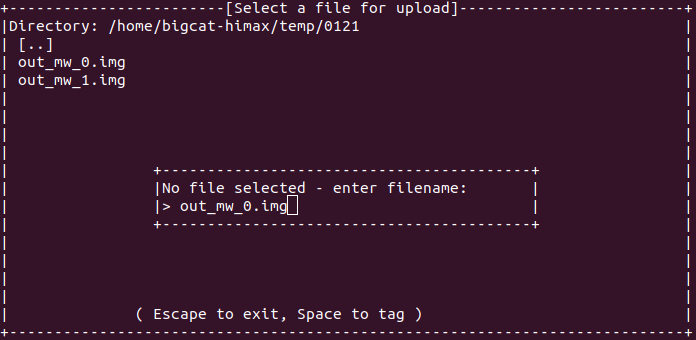 [Select a file for upload]
Directory: /home/bigcat-himax/temp/0121
[..]
out_mw_0.img
out_mw_1.img
No file selected - enter filename:
> out_mw_0.img
( Escape to exit, Space to tag )